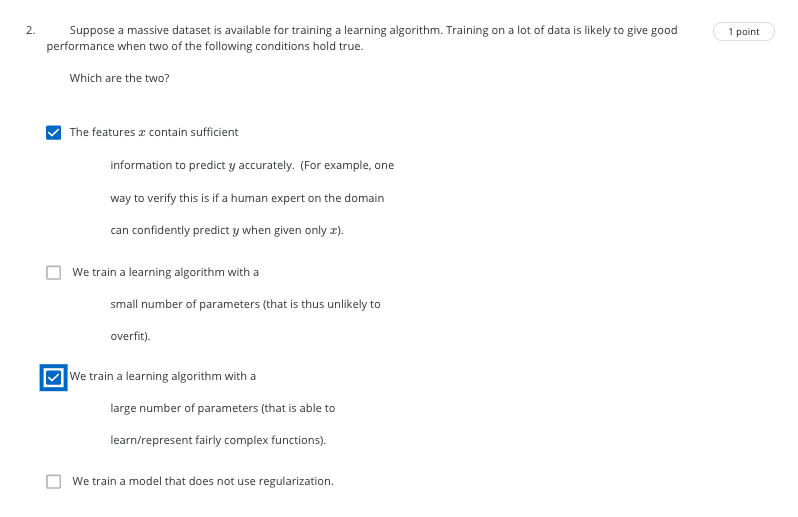 2. Suppose a massive dataset is available for training a learning algorithm. Training on a lot of data is likely to give good
1 point
performance when two of the following conditions hold true.
Which are the two?
The features x contain sufficient
information to predict y accurately. (For example, one
way to verify this is if a human expert on the domain
can confidently predict y when given only x).
We train a learning algorithm with a
small number of parameters (that is thus unlikely to
overfit).
We train a learning algorithm with a
large number of parameters (that is able to
learn/represent fairly complex functions).
We train a model that does not use regularization.